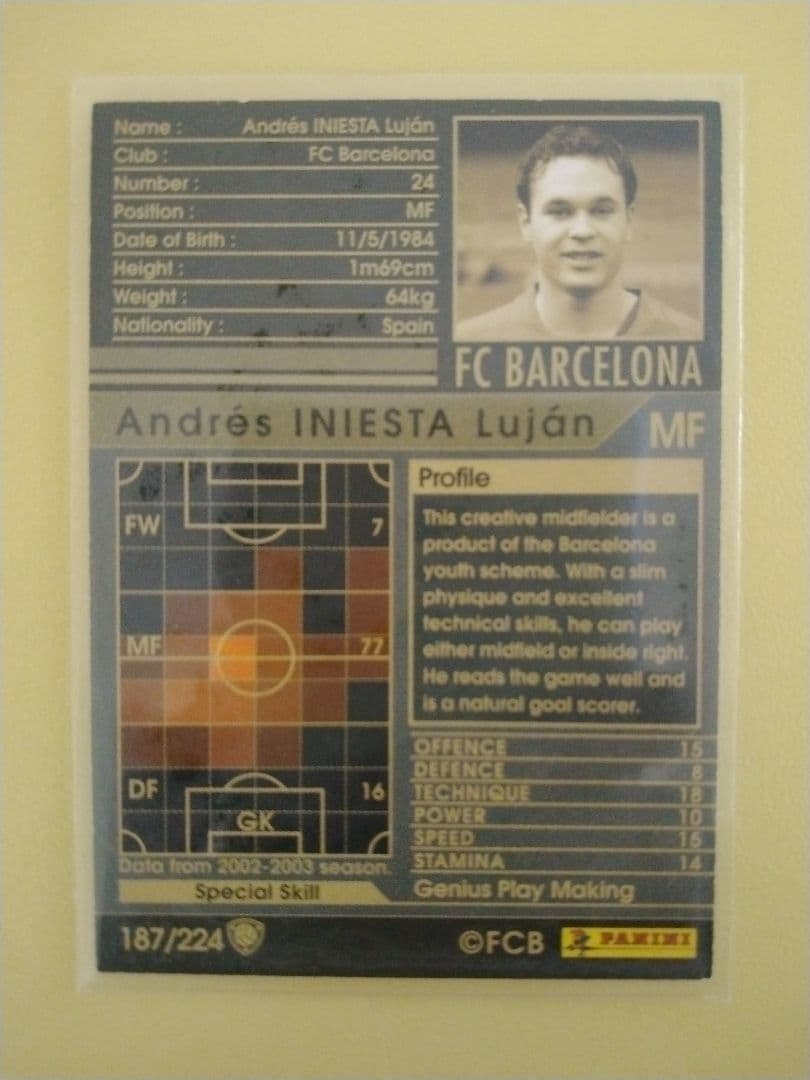 Name : Andrés INIESTA Luján
Club : FC Barcelona
Number : 24
Position : MF
Date of Birth : 11/5/1984
Height : 1m69cm
Weight : 64kg
Nationality : Spain
FC BARCELONA
Andrés INIESTA Luján MF
FW 7
MF 77
DF 16
GK
Data from 2002-2003 season.
Profile
This creative midfielder is a
product of the Barcelona
youth scheme. With a slim
physique and excellent
technical skills, he can play
either midfield or inside right.
He reads the game well and
is a natural goal scorer.
OFFENCE 15
DEFENCE 8
TECHNIQUE 18
POWER 10
SPEED 15
STAMINA 14
Special Skill Genius Play Making
187/224 ©FCB PANINI